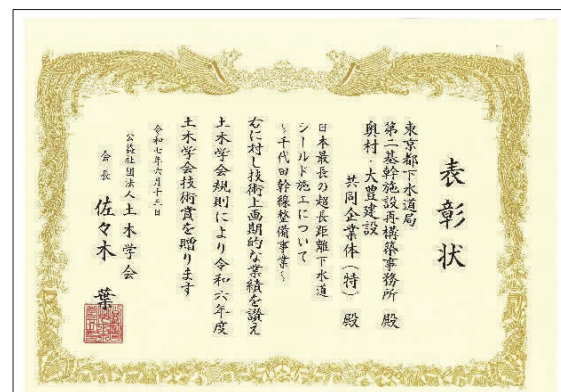 表彰状
東京都下水道局
第二基幹施設再構築事務所 殿
奥村・大豊建設
共同企業体(特) 殿
日本最長の超長距離下水道
シールド施工について
~千代田幹線整備事業~
右に対し技術上画期的な業績を讃え
土木学会規則により令和六年度
土木学会技術賞を贈ります
令和七年六月十三日
公益社団法人 土木学会
会長 佐々木 葉